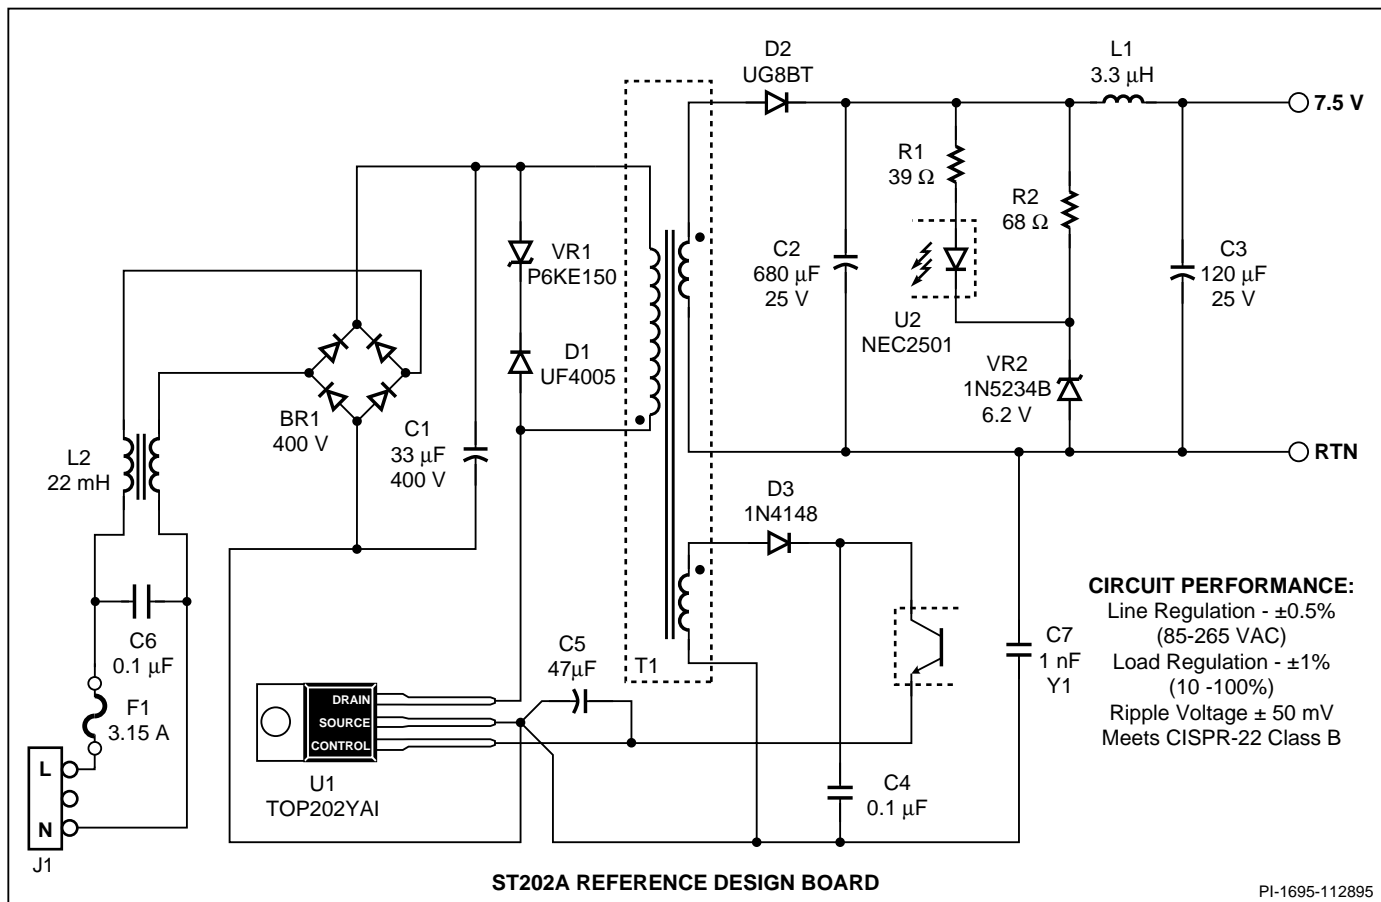 D2
UG8BT
L1
3.3 µH
7.5 V
R1
39 Ω
R2
68 Ω
VR1
P6KE150
C2
680 µF
25 V
C3
120 µF
25 V
U2
NEC2501
D1
UF4005
VR2
1N5234B
6.2 V
BR1
400 V
C1
33 µF
400 V
L2
22 mH
RTN
D3
1N4148
CIRCUIT PERFORMANCE:
Line Regulation - ±0.5%
(85-265 VAC)
Load Regulation - ±1%
(10 -100%)
Ripple Voltage ± 50 mV
Meets CISPR-22 Class B
C6
0.1 µF
C5
47µF
T1
C7
1 nF
Y1
F1
3.15 A
DRAIN
SOURCE
CONTROL
L
N
J1
U1
TOP202YAI
C4
0.1 µF
ST202A REFERENCE DESIGN BOARD
PI-1695-112895